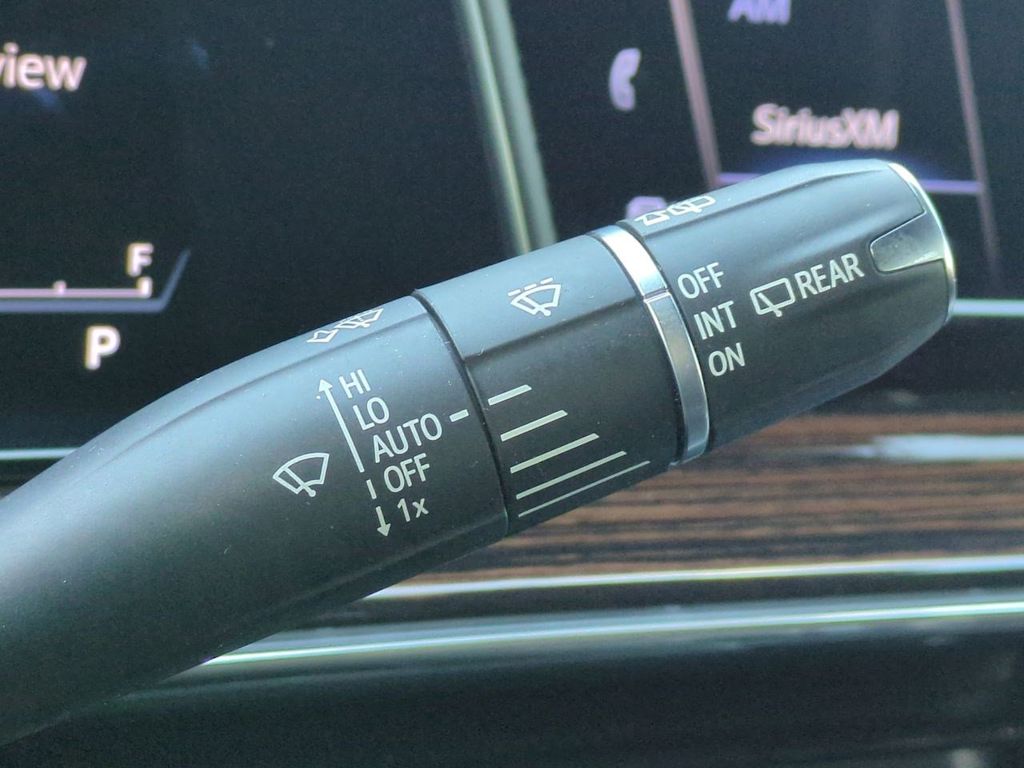 view
AM
SiriusXM
F
P
HI
LO
AUTO
OFF
1x
OFF
INT
ON
REAR